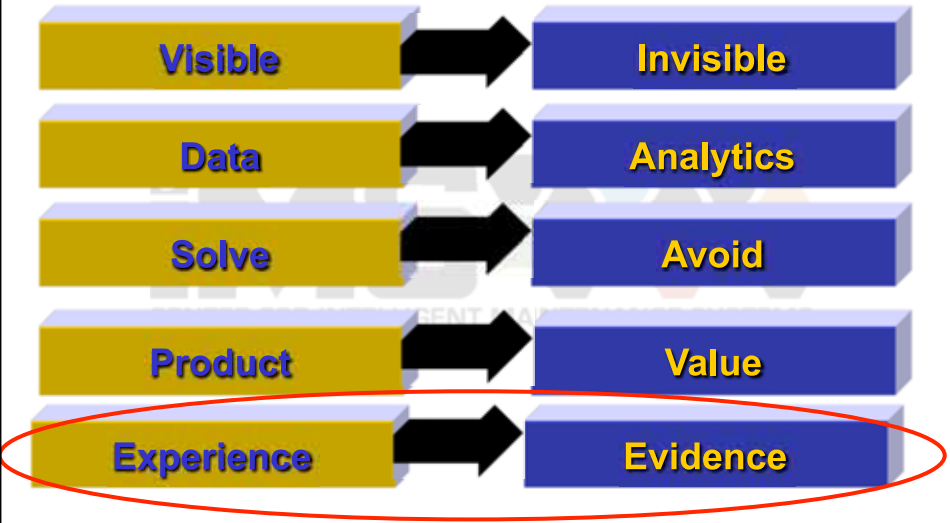 Visible
Invisible
Data
Analytics
Solve
Avoid
Product
Value
Experience
Evidence